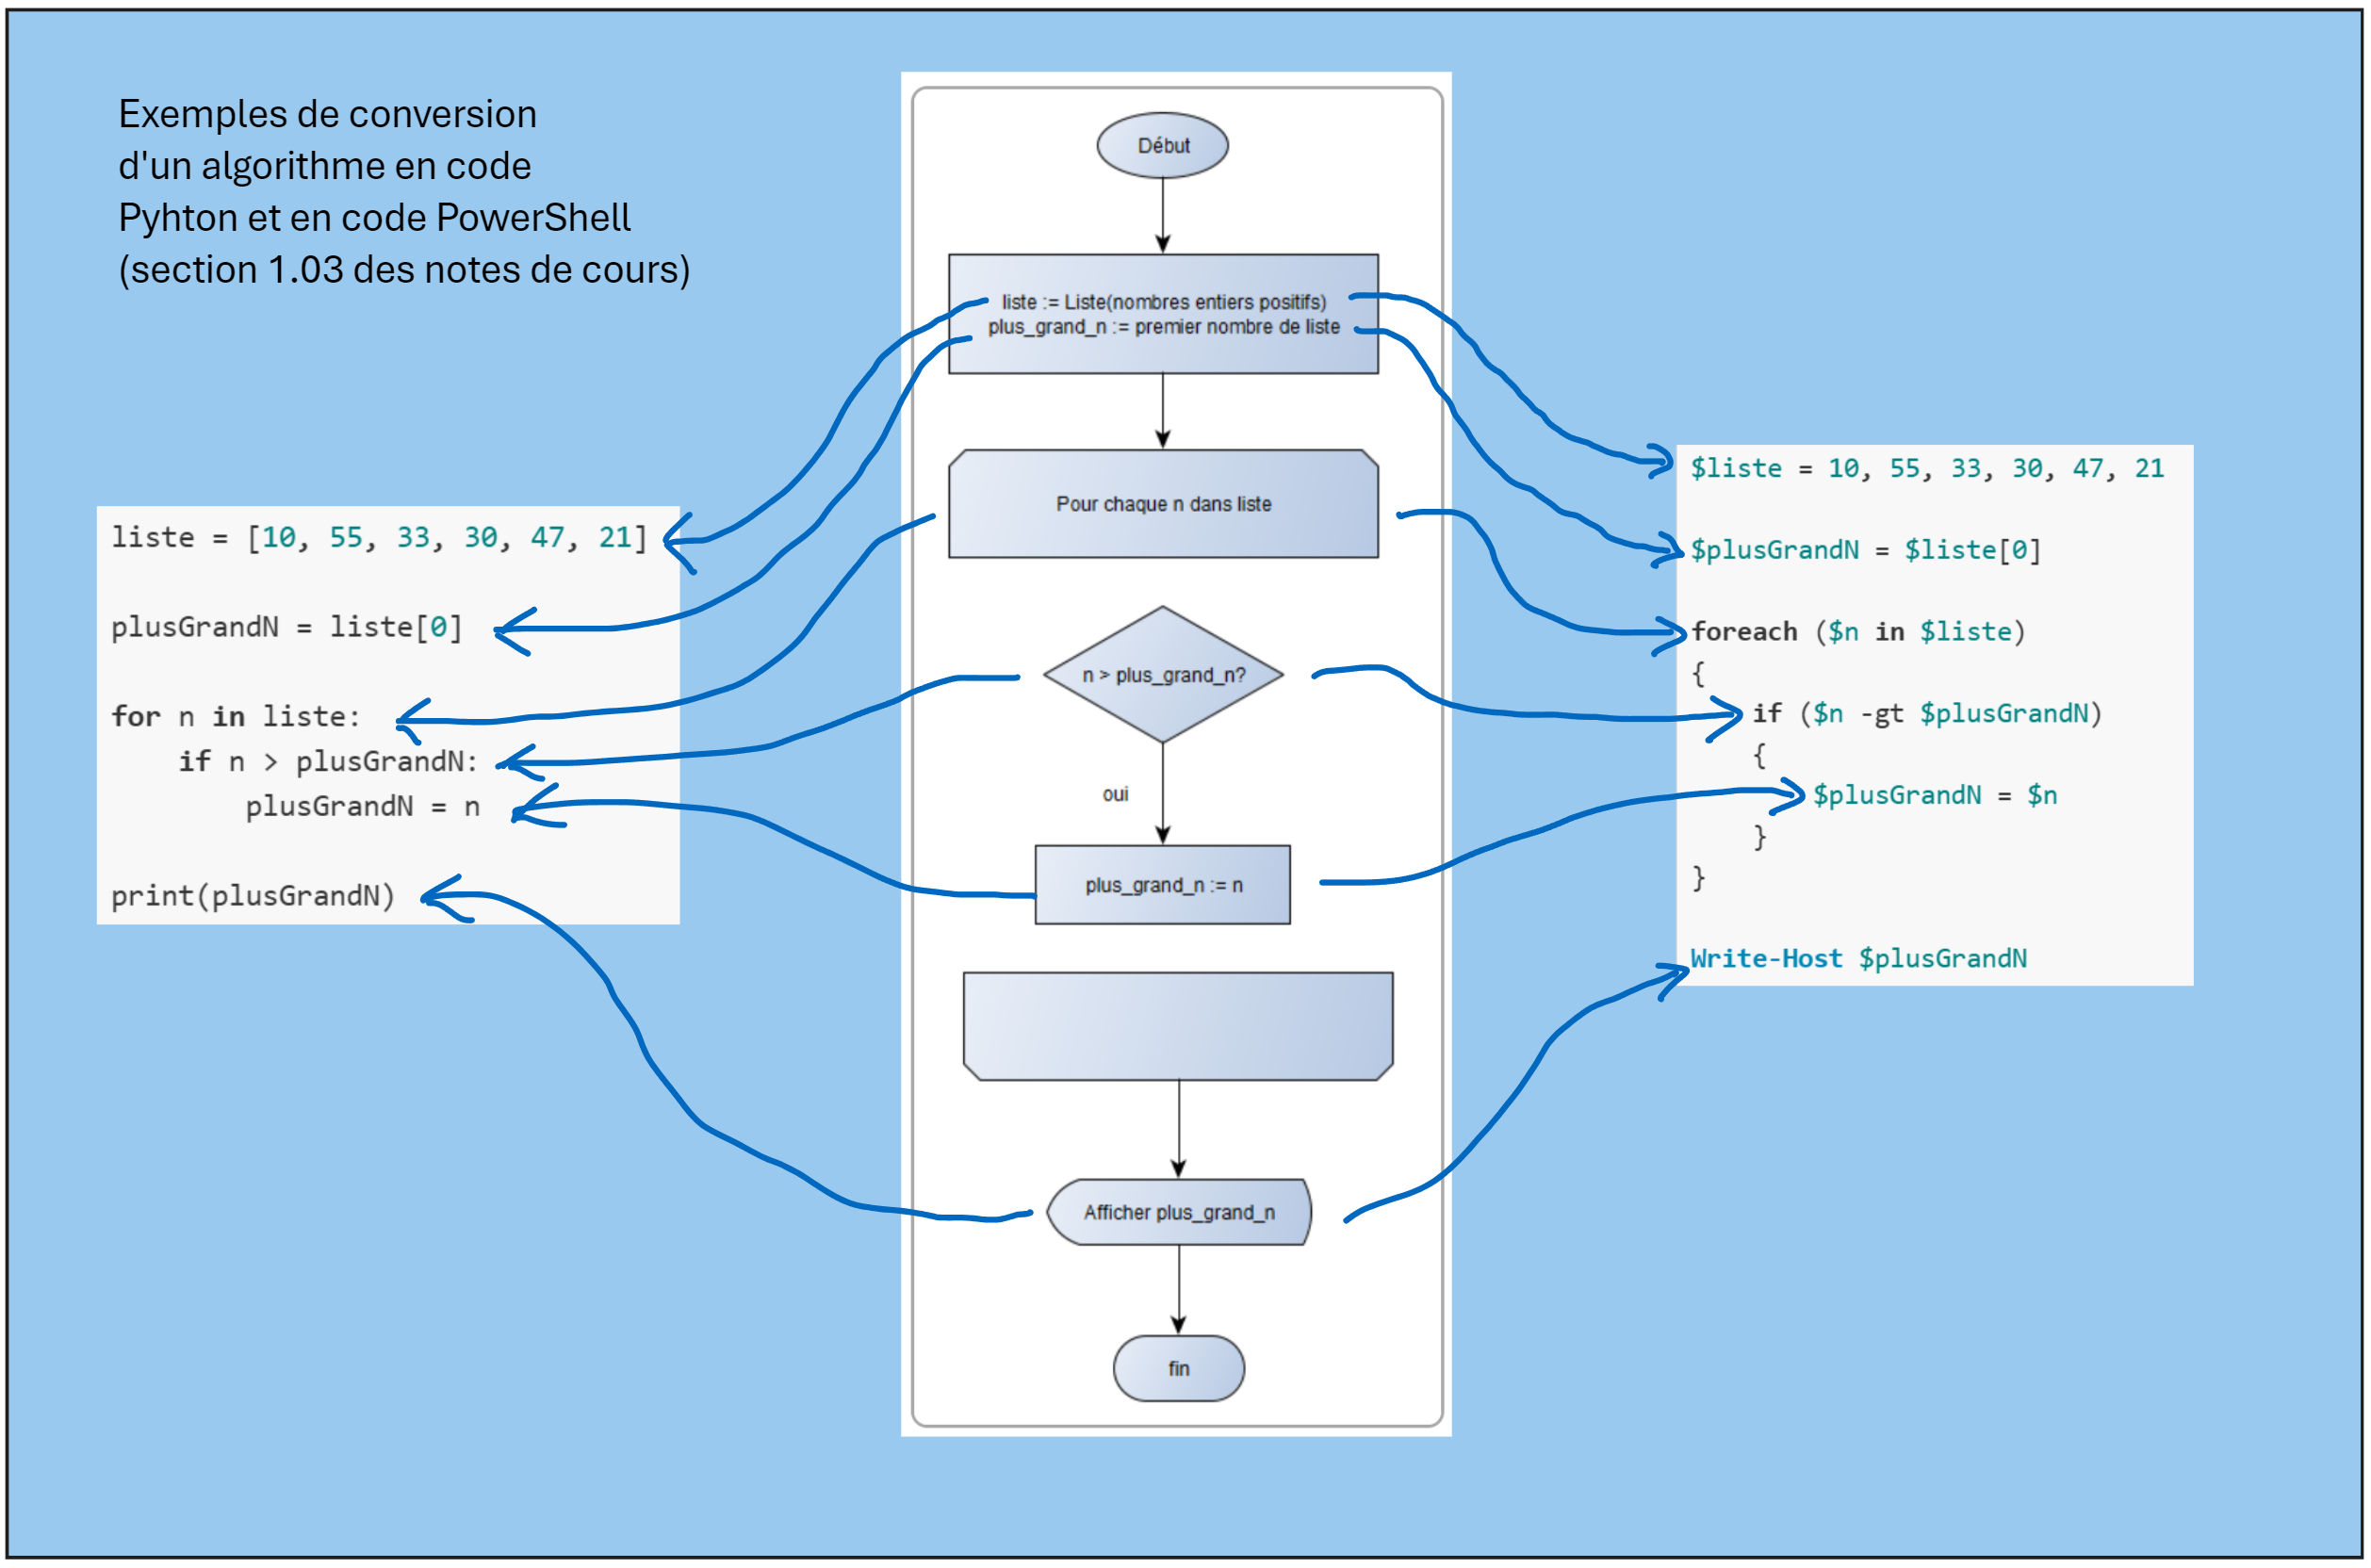 Exemples de conversion
d'un algorithme en code
Pyhton et en code PowerShell
(section 1.03 des notes de cours)
liste = [10, 55, 33, 30, 47, 21]
plusGrandN = liste[0]
for n in liste:
    if n > plusGrandN:
        plusGrandN = n
print(plusGrandN)
Début
liste := Liste(nombres entiers positifs)
plus_grand_n := premier nombre de liste
Pour chaque n dans liste
n > plus_grand_n?
oui
plus_grand_n := n
Afficher plus_grand_n
fin
$liste = 10, 55, 33, 30, 47, 21
$plusGrandN = $liste[0]
foreach ($n in $liste)
{
    if ($n -gt $plusGrandN)
    {
        $plusGrandN = $n
    }
}
Write-Host $plusGrandN